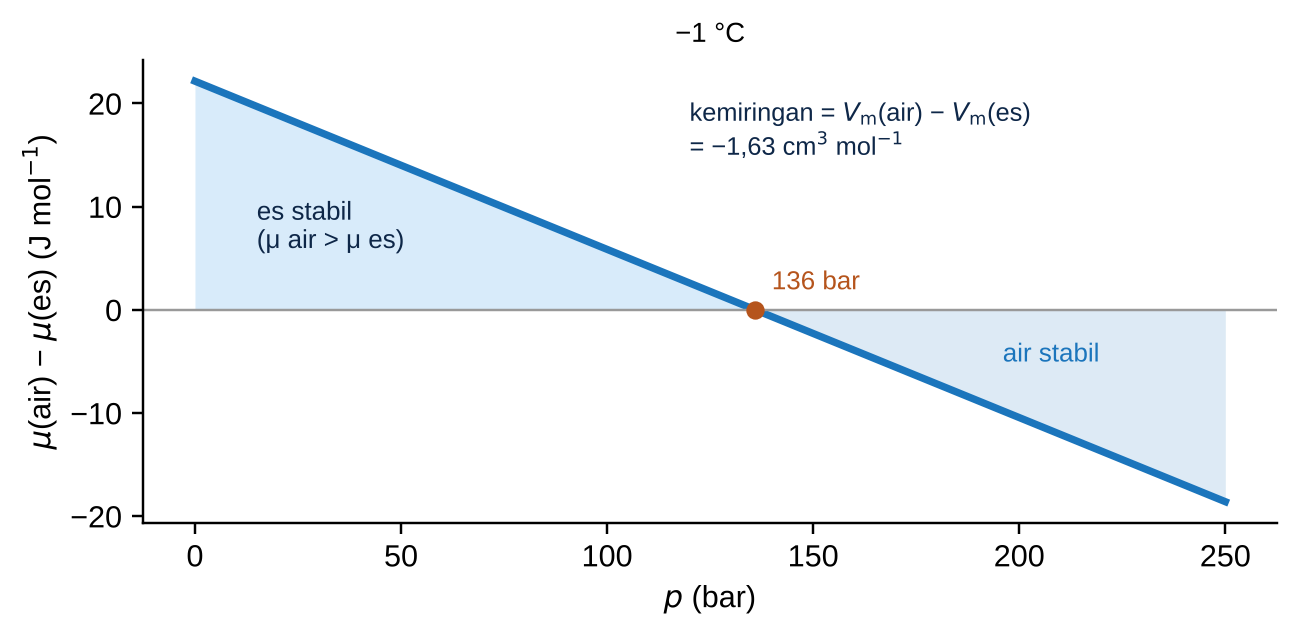 −1 °C
kemiringan = Vₘ(air) − Vₘ(es)
= −1,63 cm³ mol⁻¹
es stabil
(μ air > μ es)
136 bar
air stabil
μ(air) − μ(es) (J mol⁻¹)
20
10
0
−10
−20
0
50
100
150
200
250
p (bar)